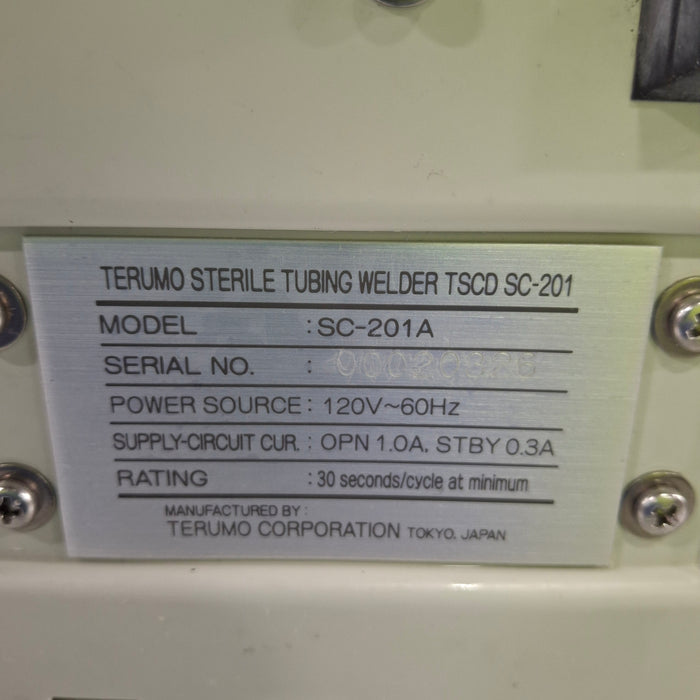 TERUMO STERILE TUBING WELDER TSCD SC-201
MODEL : SC-201A
SERIAL NO. :
POWER SOURCE : 120V~60Hz
SUPPLY-CIRCUIT CUR. : OPN 1.0A, STBY 0.3A
RATING : 30 seconds/cycle at minimum
MANUFACTURED BY :
TERUMO CORPORATION TOKYO, JAPAN